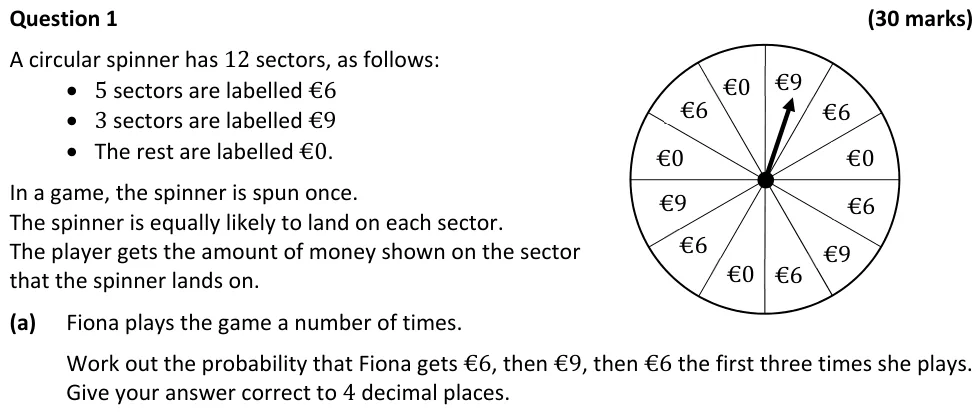 Question 1 (30 marks)
A circular spinner has 12 sectors, as follows:
• 5 sectors are labelled €6
• 3 sectors are labelled €9
• The rest are labelled €0.
In a game, the spinner is spun once.
The spinner is equally likely to land on each sector.
The player gets the amount of money shown on the sector
that the spinner lands on.
€9
€6
€0
€6
€9
€6
€0
€6
€9
€0
€6
€0
(a) Fiona plays the game a number of times.
Work out the probability that Fiona gets €6, then €9, then €6 the first three times she plays.
Give your answer correct to 4 decimal places.